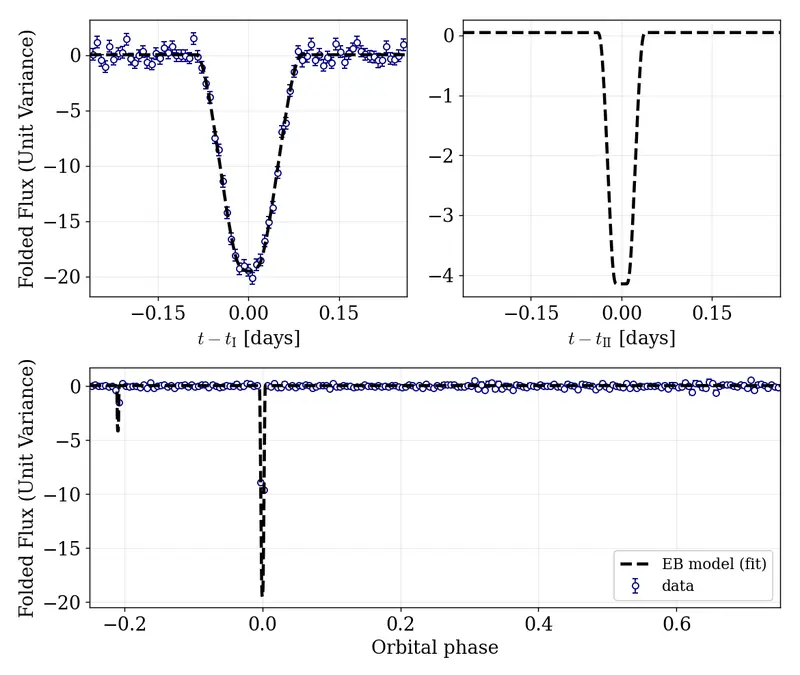 Folded Flux (Unit Variance)
0
−5
−10
−15
−20
−0.15 0.00 0.15
t − t_I [days]
0
−1
−2
−3
−4
−0.15 0.00 0.15
t − t_II [days]
Folded Flux (Unit Variance)
0
−5
−10
−15
−20
−0.2 0.0 0.2 0.4 0.6
Orbital phase
EB model (fit)
data